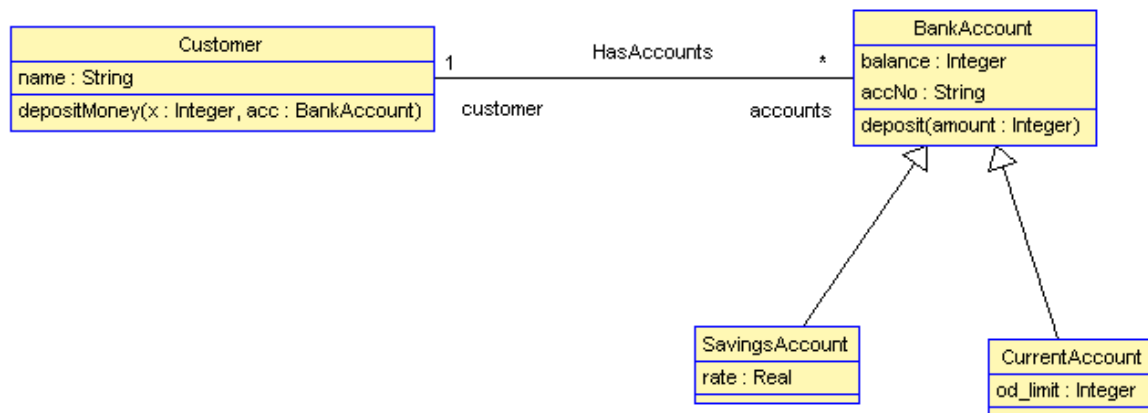 Customer
name : String
depositMoney(x : Integer, acc : BankAccount)
1
HasAccounts
*
customer
accounts
BankAccount
balance : Integer
accNo : String
deposit(amount : Integer)
SavingsAccount
rate : Real
CurrentAccount
od_limit : Integer